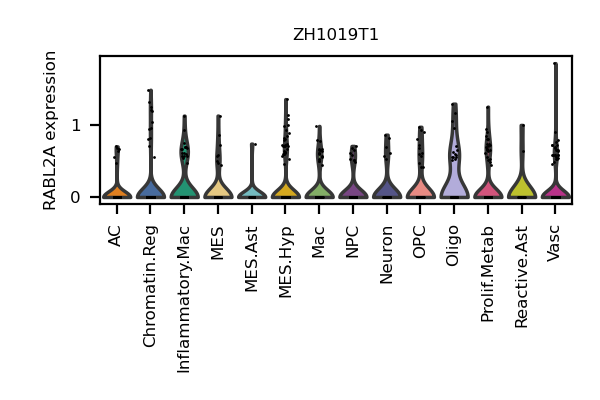 ZH1019T1
RABL2A expression
1
0
AC
Chromatin.Reg
Inflammatory.Mac
MES
MES.Ast
MES.Hyp
Mac
NPC
Neuron
OPC
Oligo
Prolif.Metab
Reactive.Ast
Vasc